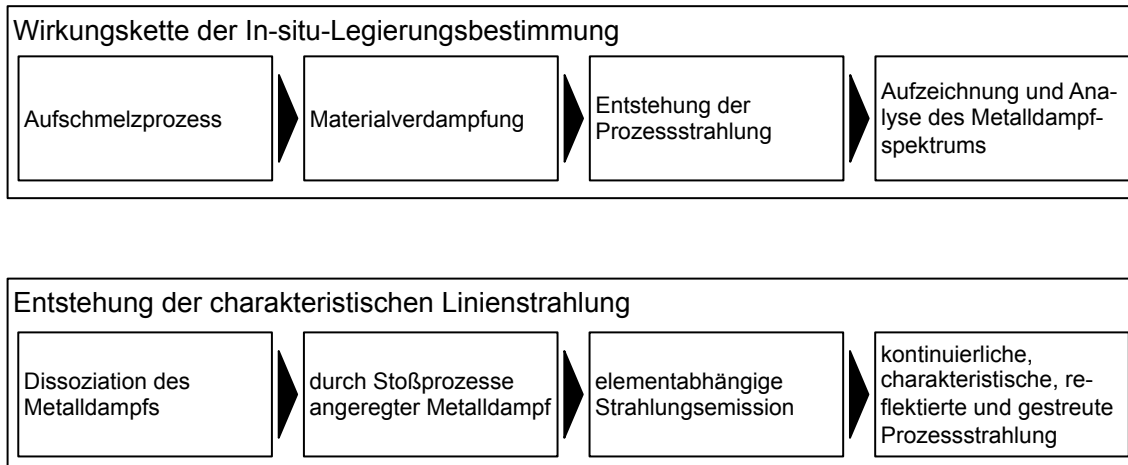 Wirkungskette der In-situ-Legierungsbestimmung
Aufschmelzprozess
Materialverdampfung
Entstehung der
Prozessstrahlung
Aufzeichnung und Ana-
lyse des Metalldampf-
spektrums
Entstehung der charakteristischen Linienstrahlung
Dissoziation des
Metalldampfs
durch Stoßprozesse
angeregter Metalldampf
elementabhängige
Strahlungsemission
kontinuierliche,
charakteristische, re-
flektierte und gestreute
Prozessstrahlung